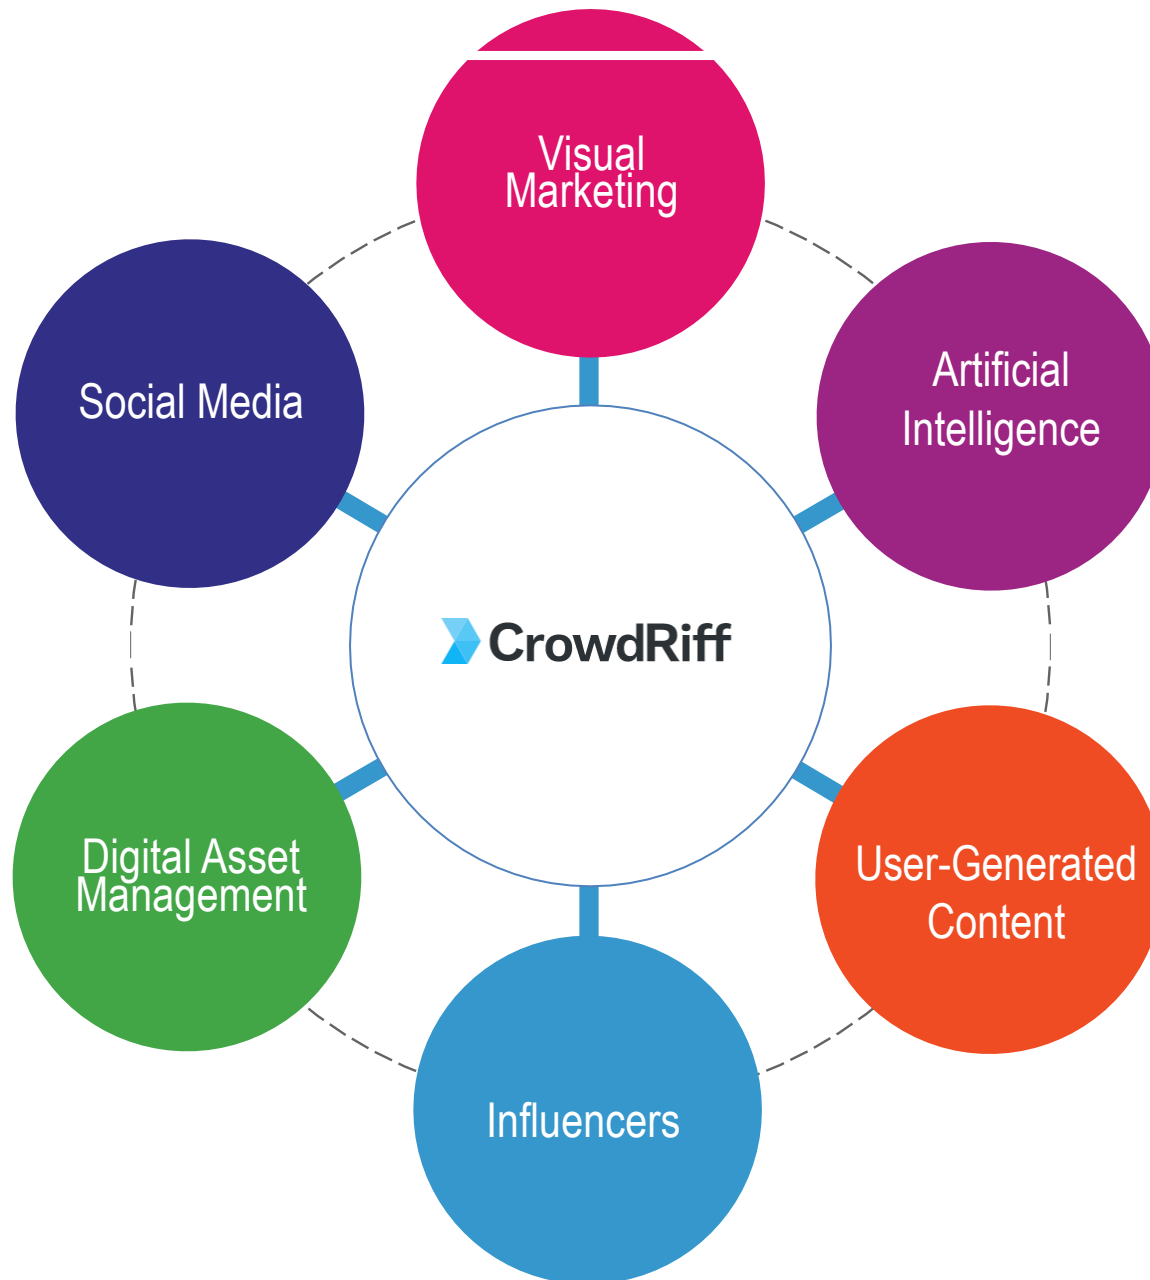 Visual
Marketing
Social Media
Artificial
Intelligence
CrowdRiff
Digital Asset
Management
User-Generated
Content
Influencers